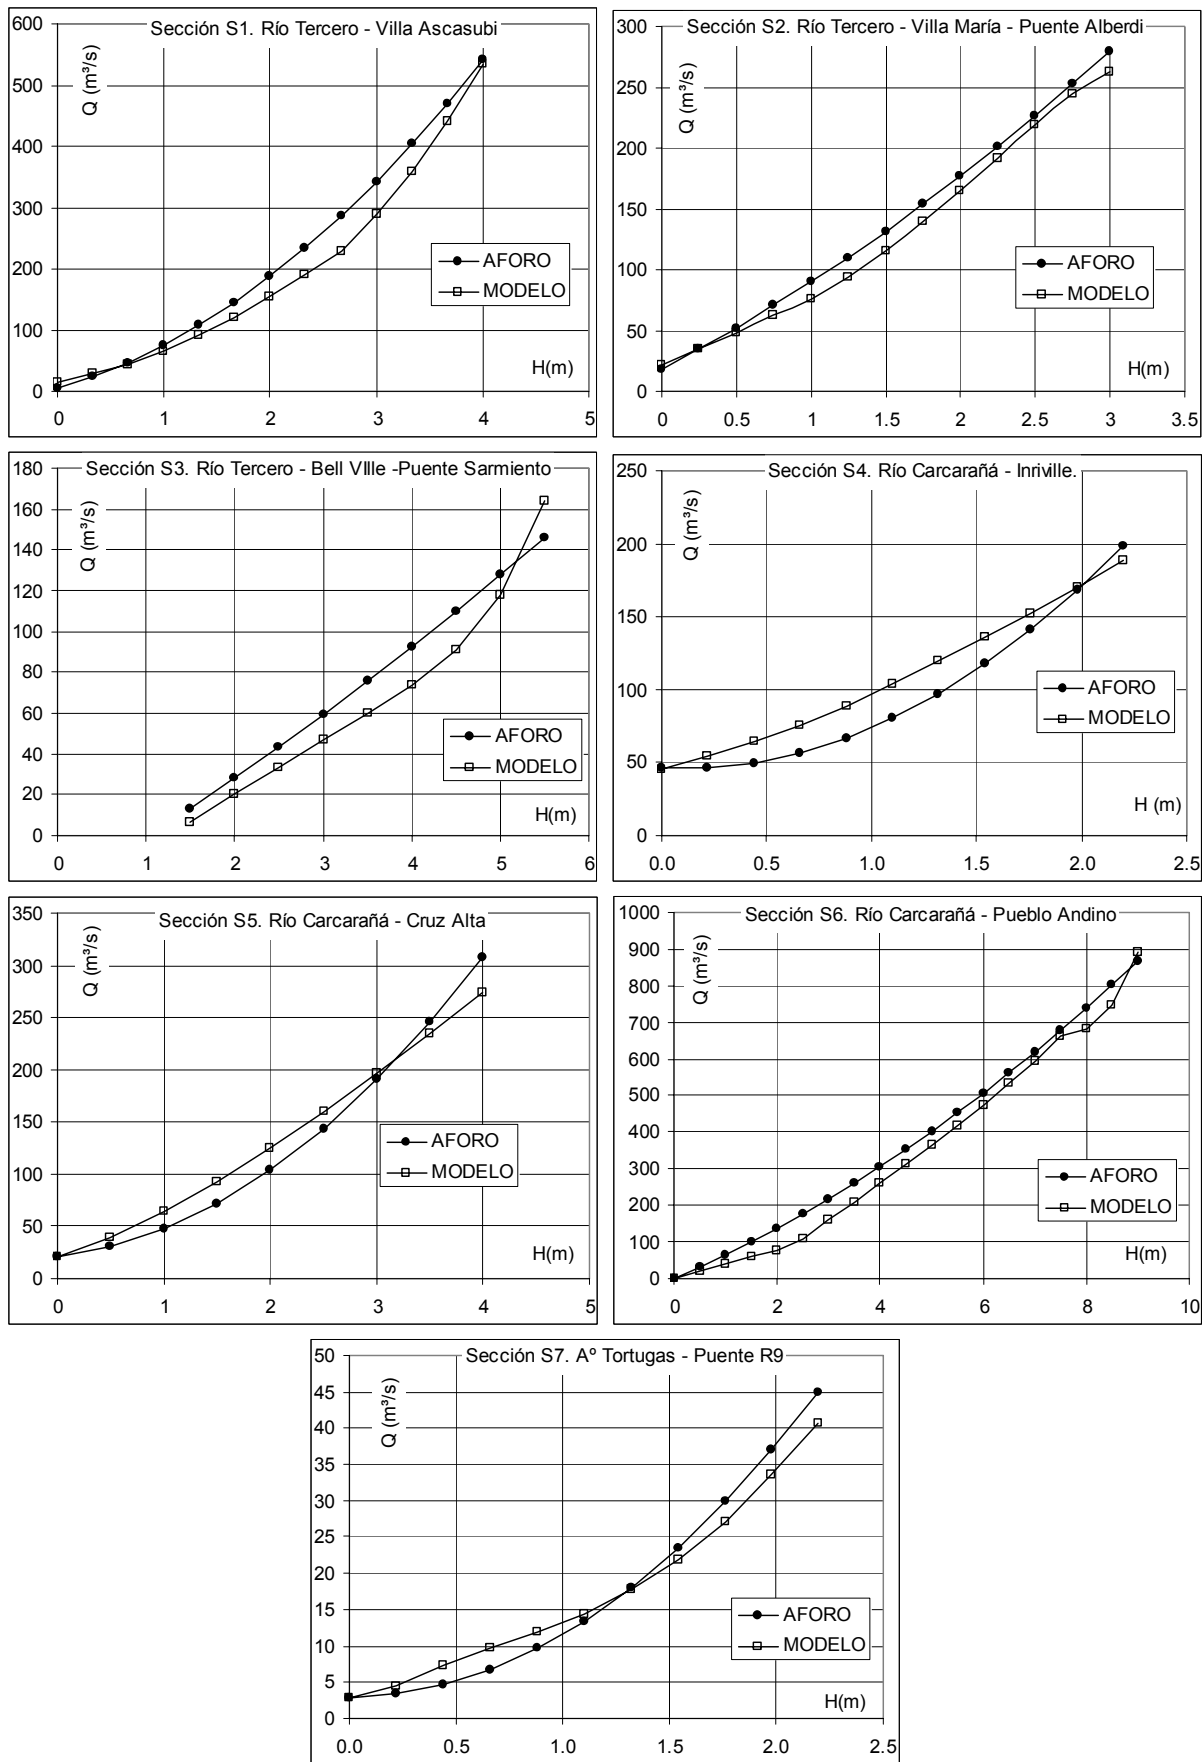 Sección S1. Río Tercero - Villa Ascasubi
Q (m³/s)
600
500
400
300
200
100
0
AFORO
MODELO
H(m)
0 1 2 3 4 5
Sección S2. Río Tercero - Villa María - Puente Alberdi
Q (m³/s)
300
250
200
150
100
50
0
AFORO
MODELO
H(m)
0 0.5 1 1.5 2 2.5 3 3.5
Sección S3. Río Tercero - Bell VIlle -Puente Sarmiento
Q (m³/s)
180
160
140
120
100
80
60
40
20
0
AFORO
MODELO
H(m)
0 1 2 3 4 5 6
Sección S4. Río Carcarañá - Inriville.
Q (m³/s)
250
200
150
100
50
0
AFORO
MODELO
H (m)
0.0 0.5 1.0 1.5 2.0 2.5
Sección S5. Río Carcarañá - Cruz Alta
Q (m³/s)
350
300
250
200
150
100
50
0
AFORO
MODELO
H(m)
0 1 2 3 4 5
Sección S6. Río Carcarañá - Pueblo Andino
Q (m³/s)
1000
900
800
700
600
500
400
300
200
100
0
AFORO
MODELO
H(m)
0 2 4 6 8 10
Sección S7. Aº Tortugas - Puente R9
Q (m³/s)
50
45
40
35
30
25
20
15
10
5
0
AFORO
MODELO
H(m)
0.0 0.5 1.0 1.5 2.0 2.5